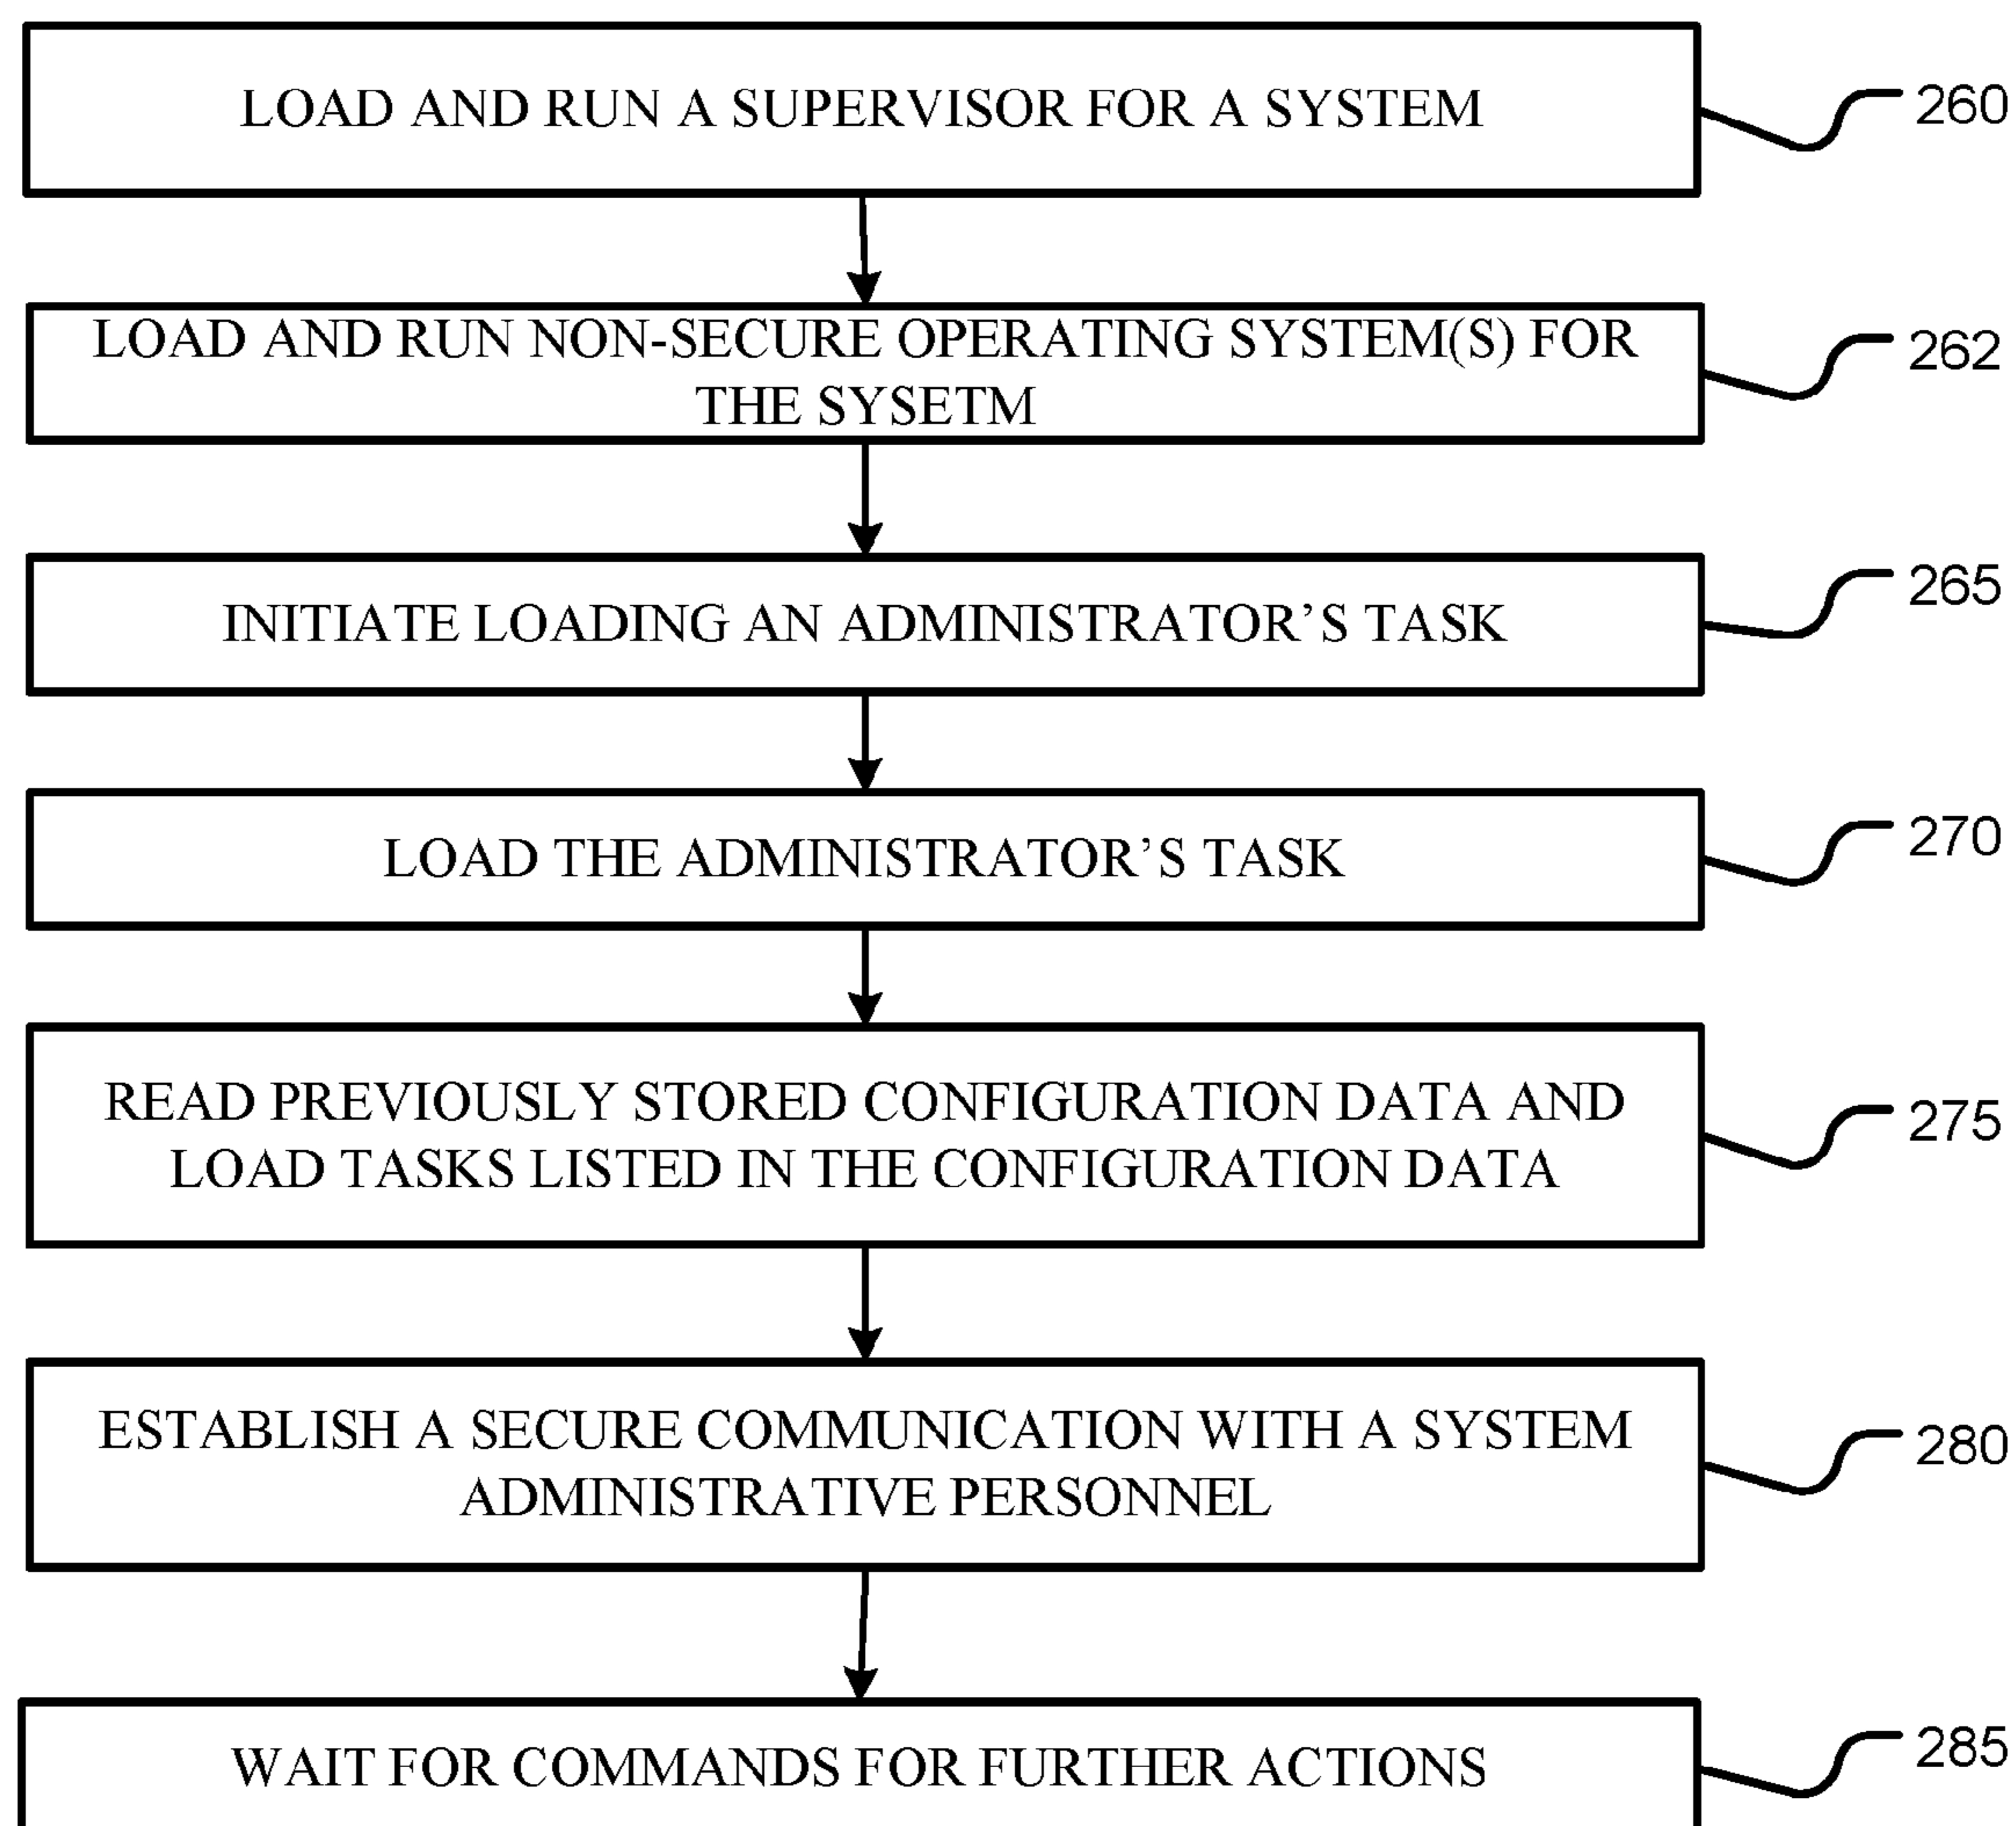 LOAD AND RUN A SUPERVISOR FOR A SYSTEM
260
LOAD AND RUN NON-SECURE OPERATING SYSTEM(S) FOR
THE SYSETM
262
INITIATE LOADING AN ADMINISTRATOR’S TASK
265
LOAD THE ADMINISTRATOR’S TASK
270
READ PREVIOUSLY STORED CONFIGURATION DATA AND
LOAD TASKS LISTED IN THE CONFIGURATION DATA
275
ESTABLISH A SECURE COMMUNICATION WITH A SYSTEM
ADMINISTRATIVE PERSONNEL
280
WAIT FOR COMMANDS FOR FURTHER ACTIONS
285